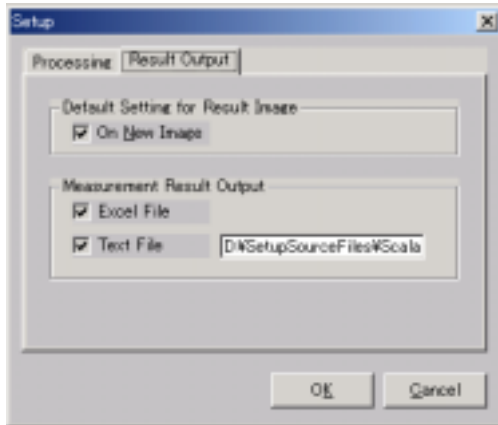 Setup
Processing Result Output
Default Setting for Result Image
On New Image
Measurement Result Output
Excel File
Text File D¥SetupSourceFiles¥Scala
OK Cancel